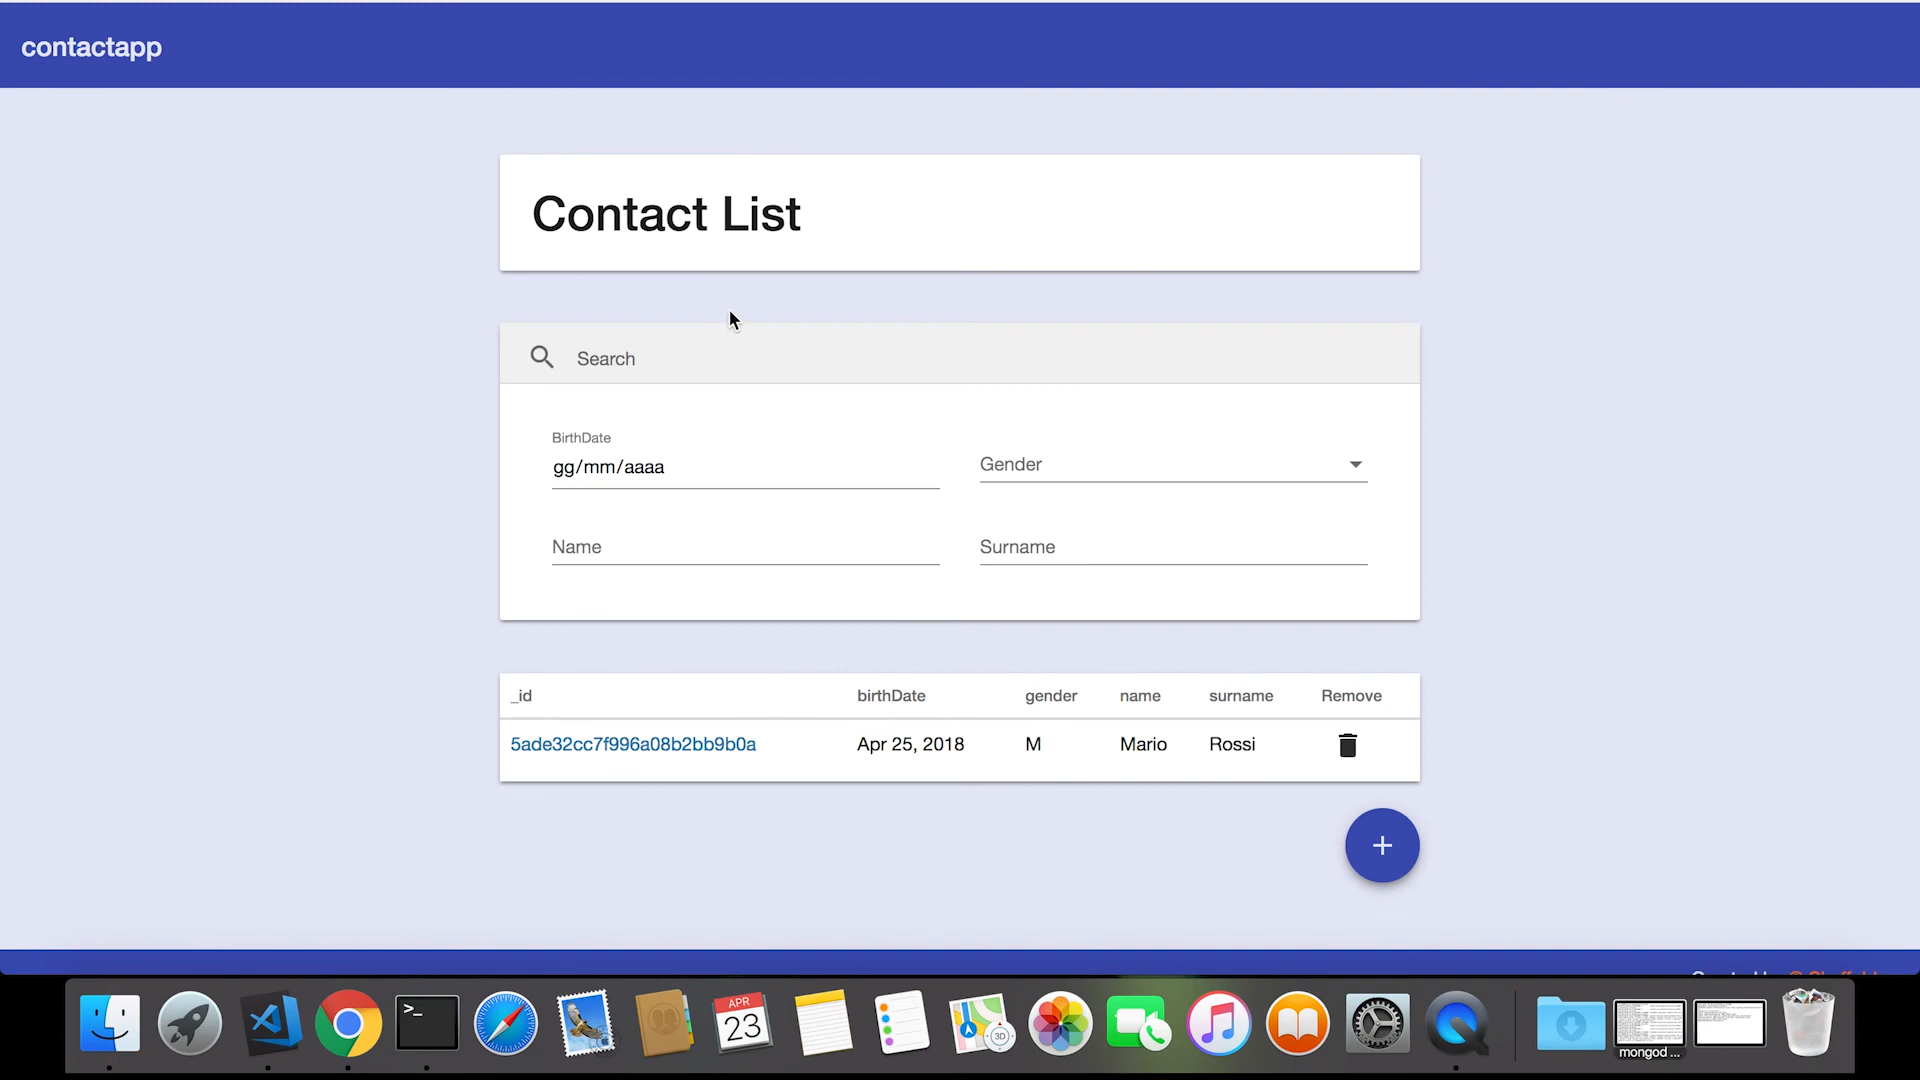 contactapp
Contact List
Search
BirthDate
gg/mm/aaaa
Gender
Name
Surname
_id birthDate gender name surname Remove
5ade32cc7f996a08b2bb9b0a Apr 25, 2018 M Mario Rossi
+
>_
APR
23
3D
mongod ...